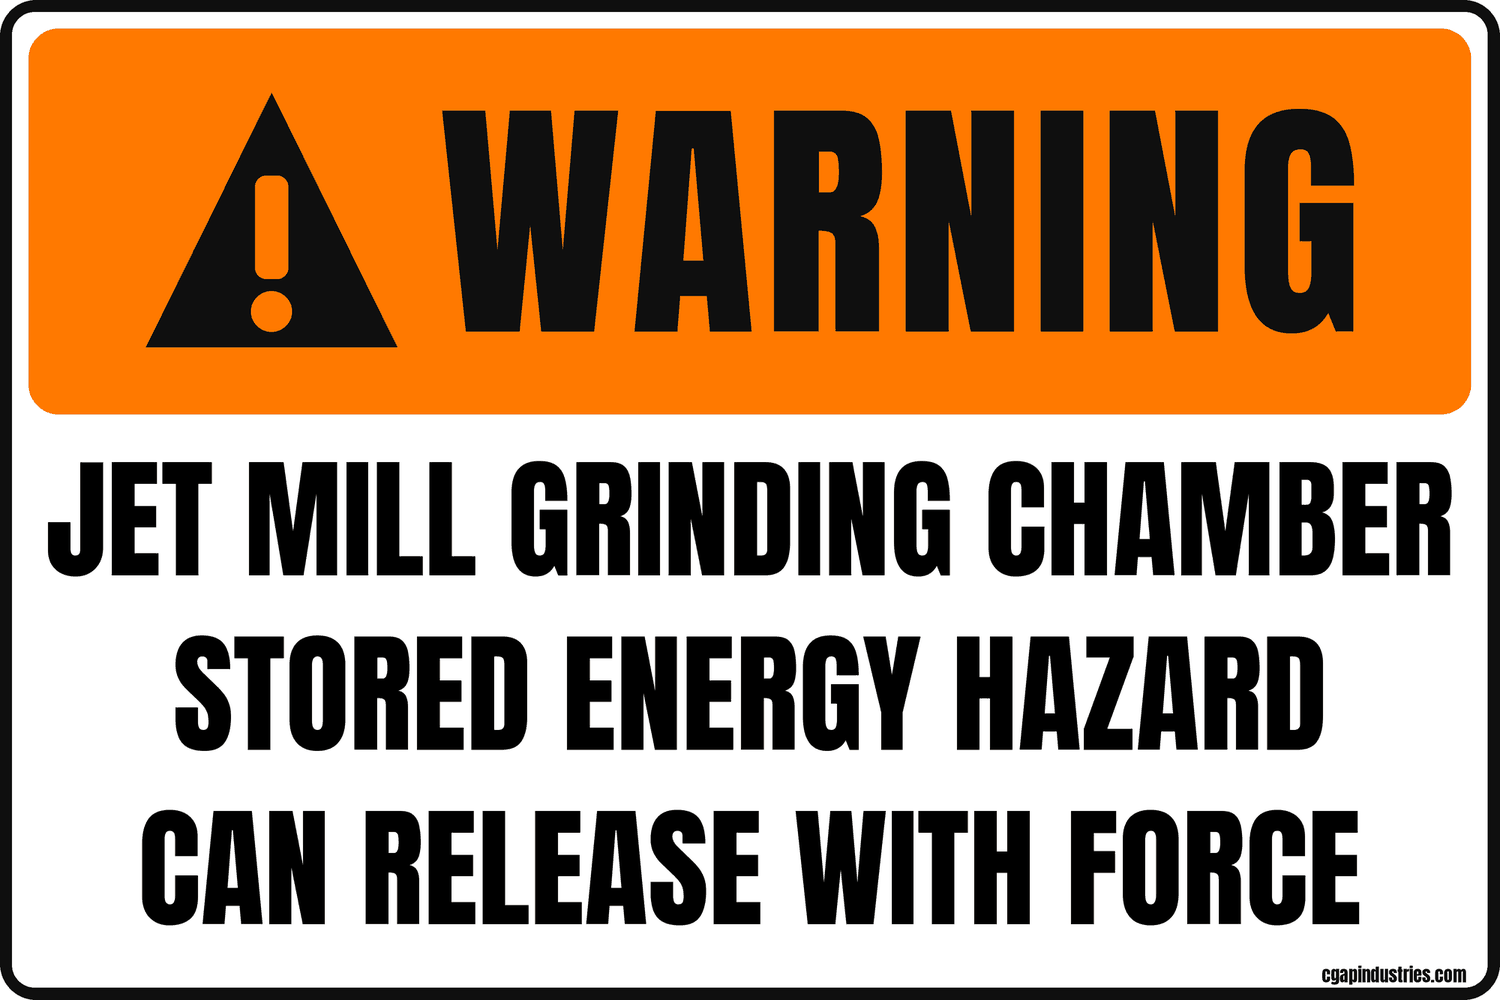 WARNING
JET MILL GRINDING CHAMBER
STORED ENERGY HAZARD
CAN RELEASE WITH FORCE
cgapindustries.com